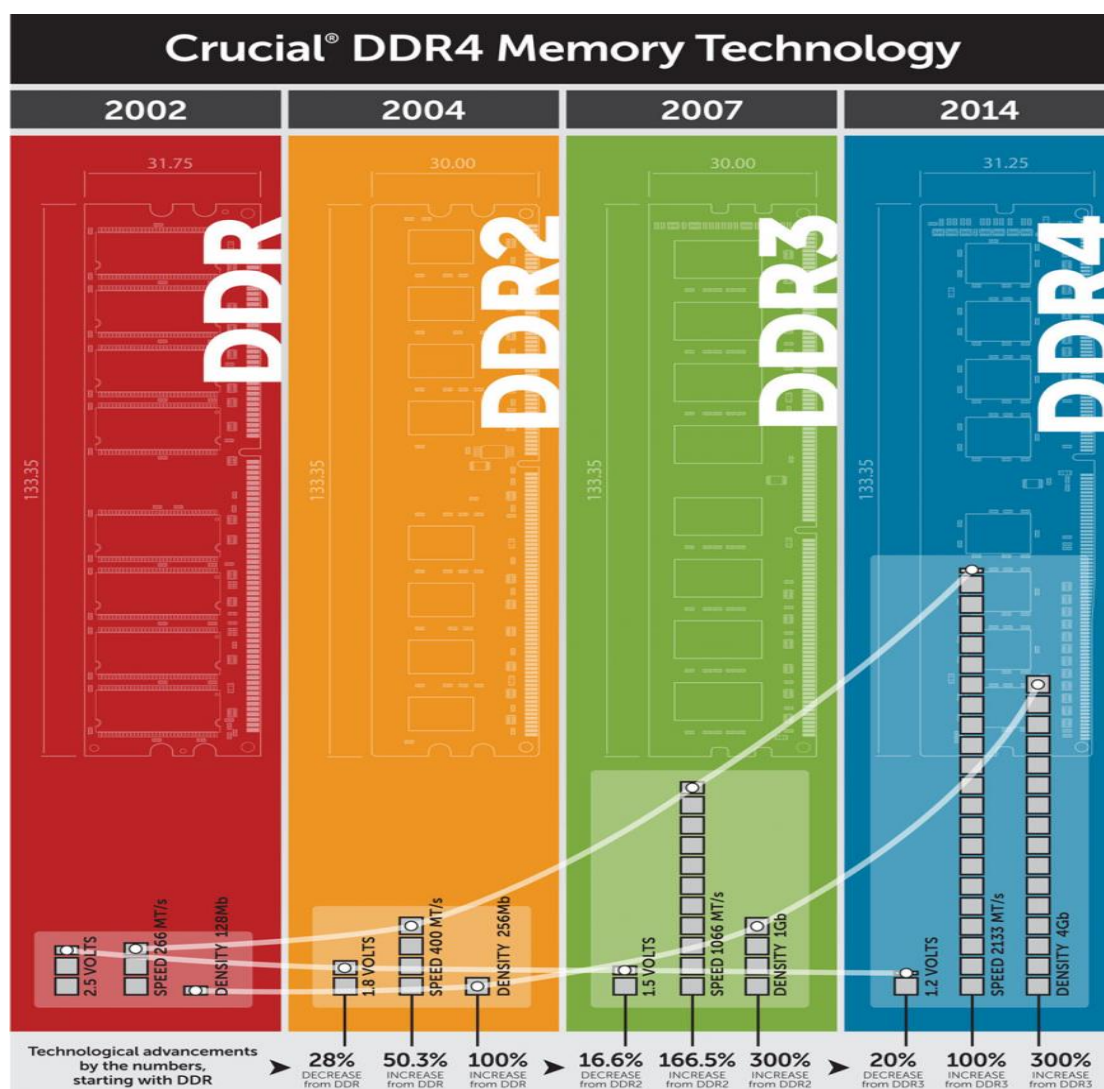 Crucial® DDR4 Memory Technology
2002
2004
2007
2014
31.75
133.35
DDR
2.5 VOLTS
SPEED 266 MT/s
DENSITY 128Mb
30.00
DDR2
1.8 VOLTS
SPEED 400 MT/s
DENSITY 256Mb
30.00
133.35
DDR3
1.5 VOLTS
SPEED 1066 MT/s
DENSITY 1Gb
31.25
133.35
DDR4
1.2 VOLTS
SPEED 2133 MT/s
DENSITY 4Gb
Technological advancements
by the numbers,
starting with DDR
28%
DECREASE
from DDR
50.3%
INCREASE
from DDR
100%
INCREASE
from DDR
16.6%
DECREASE
from DDR2
166.5%
INCREASE
from DDR2
300%
INCREASE
from DDR2
20%
DECREASE
from DDR3
100%
INCREASE
from DDR3
300%
INCREASE
from DDR3